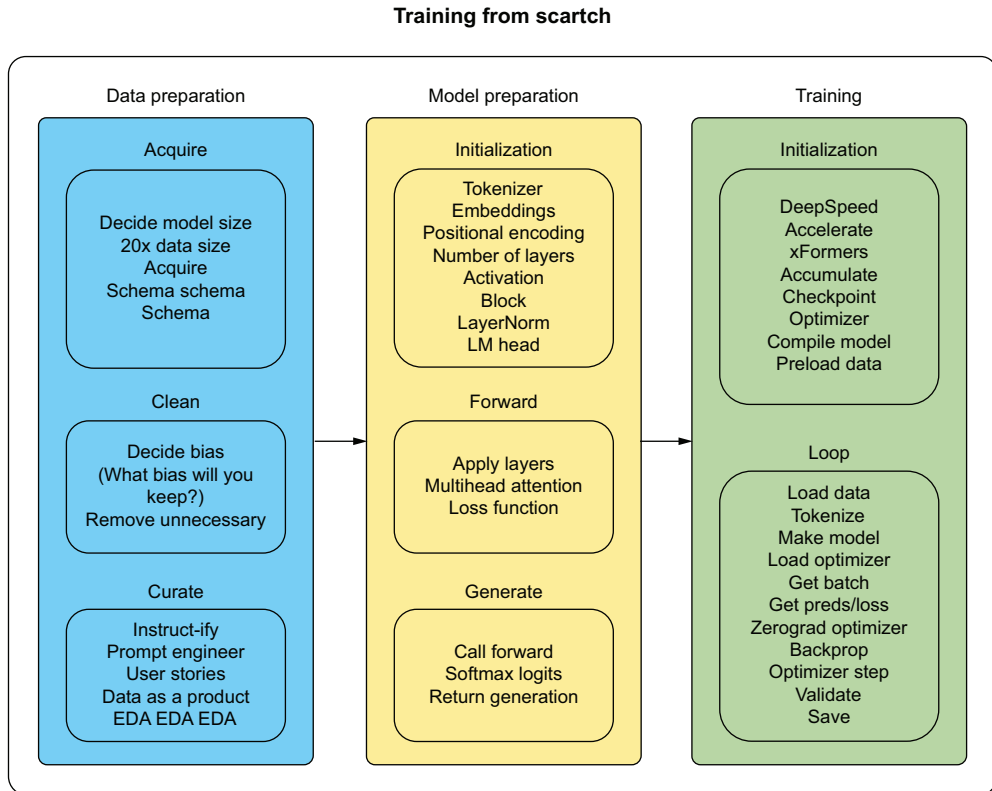 Training from scartch
Data preparation
Acquire
Decide model size
20x data size
Acquire
Schema schema
Schema
Clean
Decide bias
(What bias will you
keep?)
Remove unnecessary
Curate
Instruct-ify
Prompt engineer
User stories
Data as a product
EDA EDA EDA
Model preparation
Initialization
Tokenizer
Embeddings
Positional encoding
Number of layers
Activation
Block
LayerNorm
LM head
Forward
Apply layers
Multihead attention
Loss function
Generate
Call forward
Softmax logits
Return generation
Training
Initialization
DeepSpeed
Accelerate
xFormers
Accumulate
Checkpoint
Optimizer
Compile model
Preload data
Loop
Load data
Tokenize
Make model
Load optimizer
Get batch
Get preds/loss
Zerograd optimizer
Backprop
Optimizer step
Validate
Save